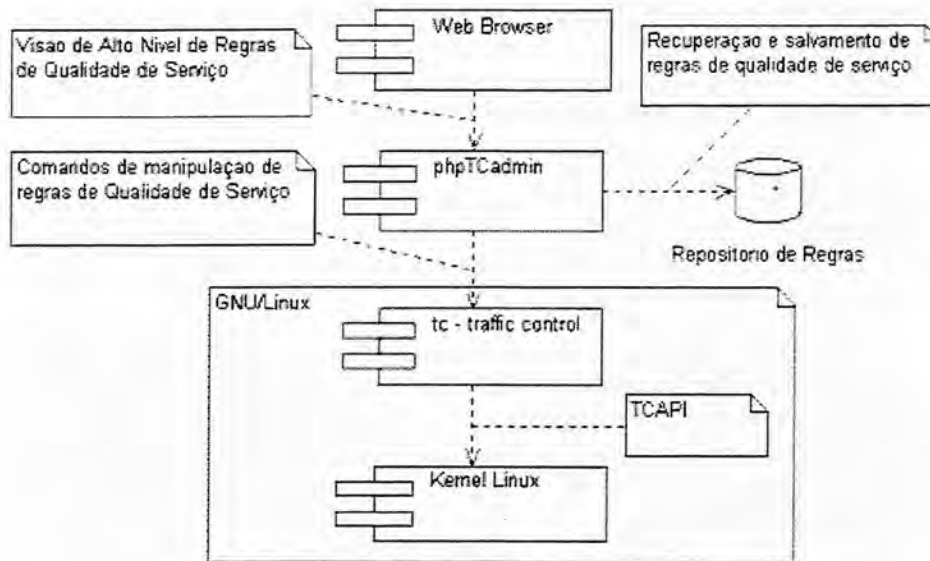 Web Browser
Visao de Alto Nivel de Regras
de Qualidade de Serviço
Recuperaçao e salvamento de
regras de qualidade de serviço
Comandos de manipulaçao de
regras de Qualidade de Serviço
phpTCadmin
Repositorio de Regras
GNU/Linux
tc - traffic control
TCAPI
Kernel Linux